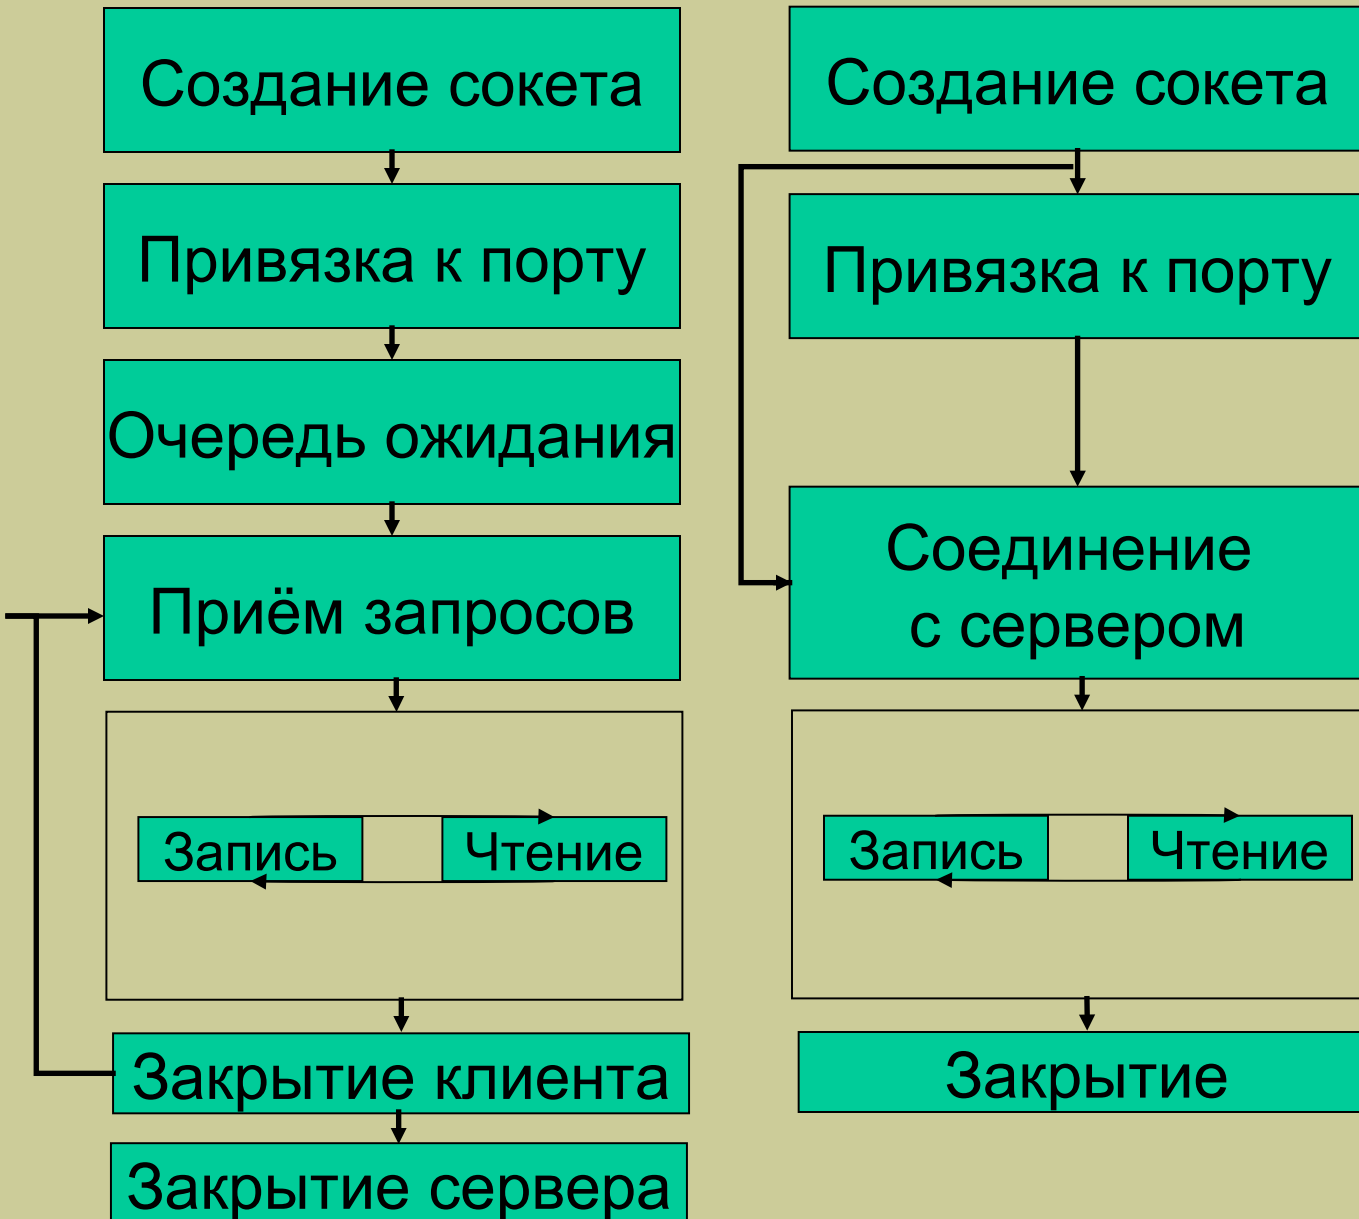 Создание сокета
Привязка к порту
Очередь ожидания
Приём запросов
Запись
Чтение
Закрытие клиента
Закрытие сервера
Создание сокета
Привязка к порту
Соединение
с сервером
Запись
Чтение
Закрытие